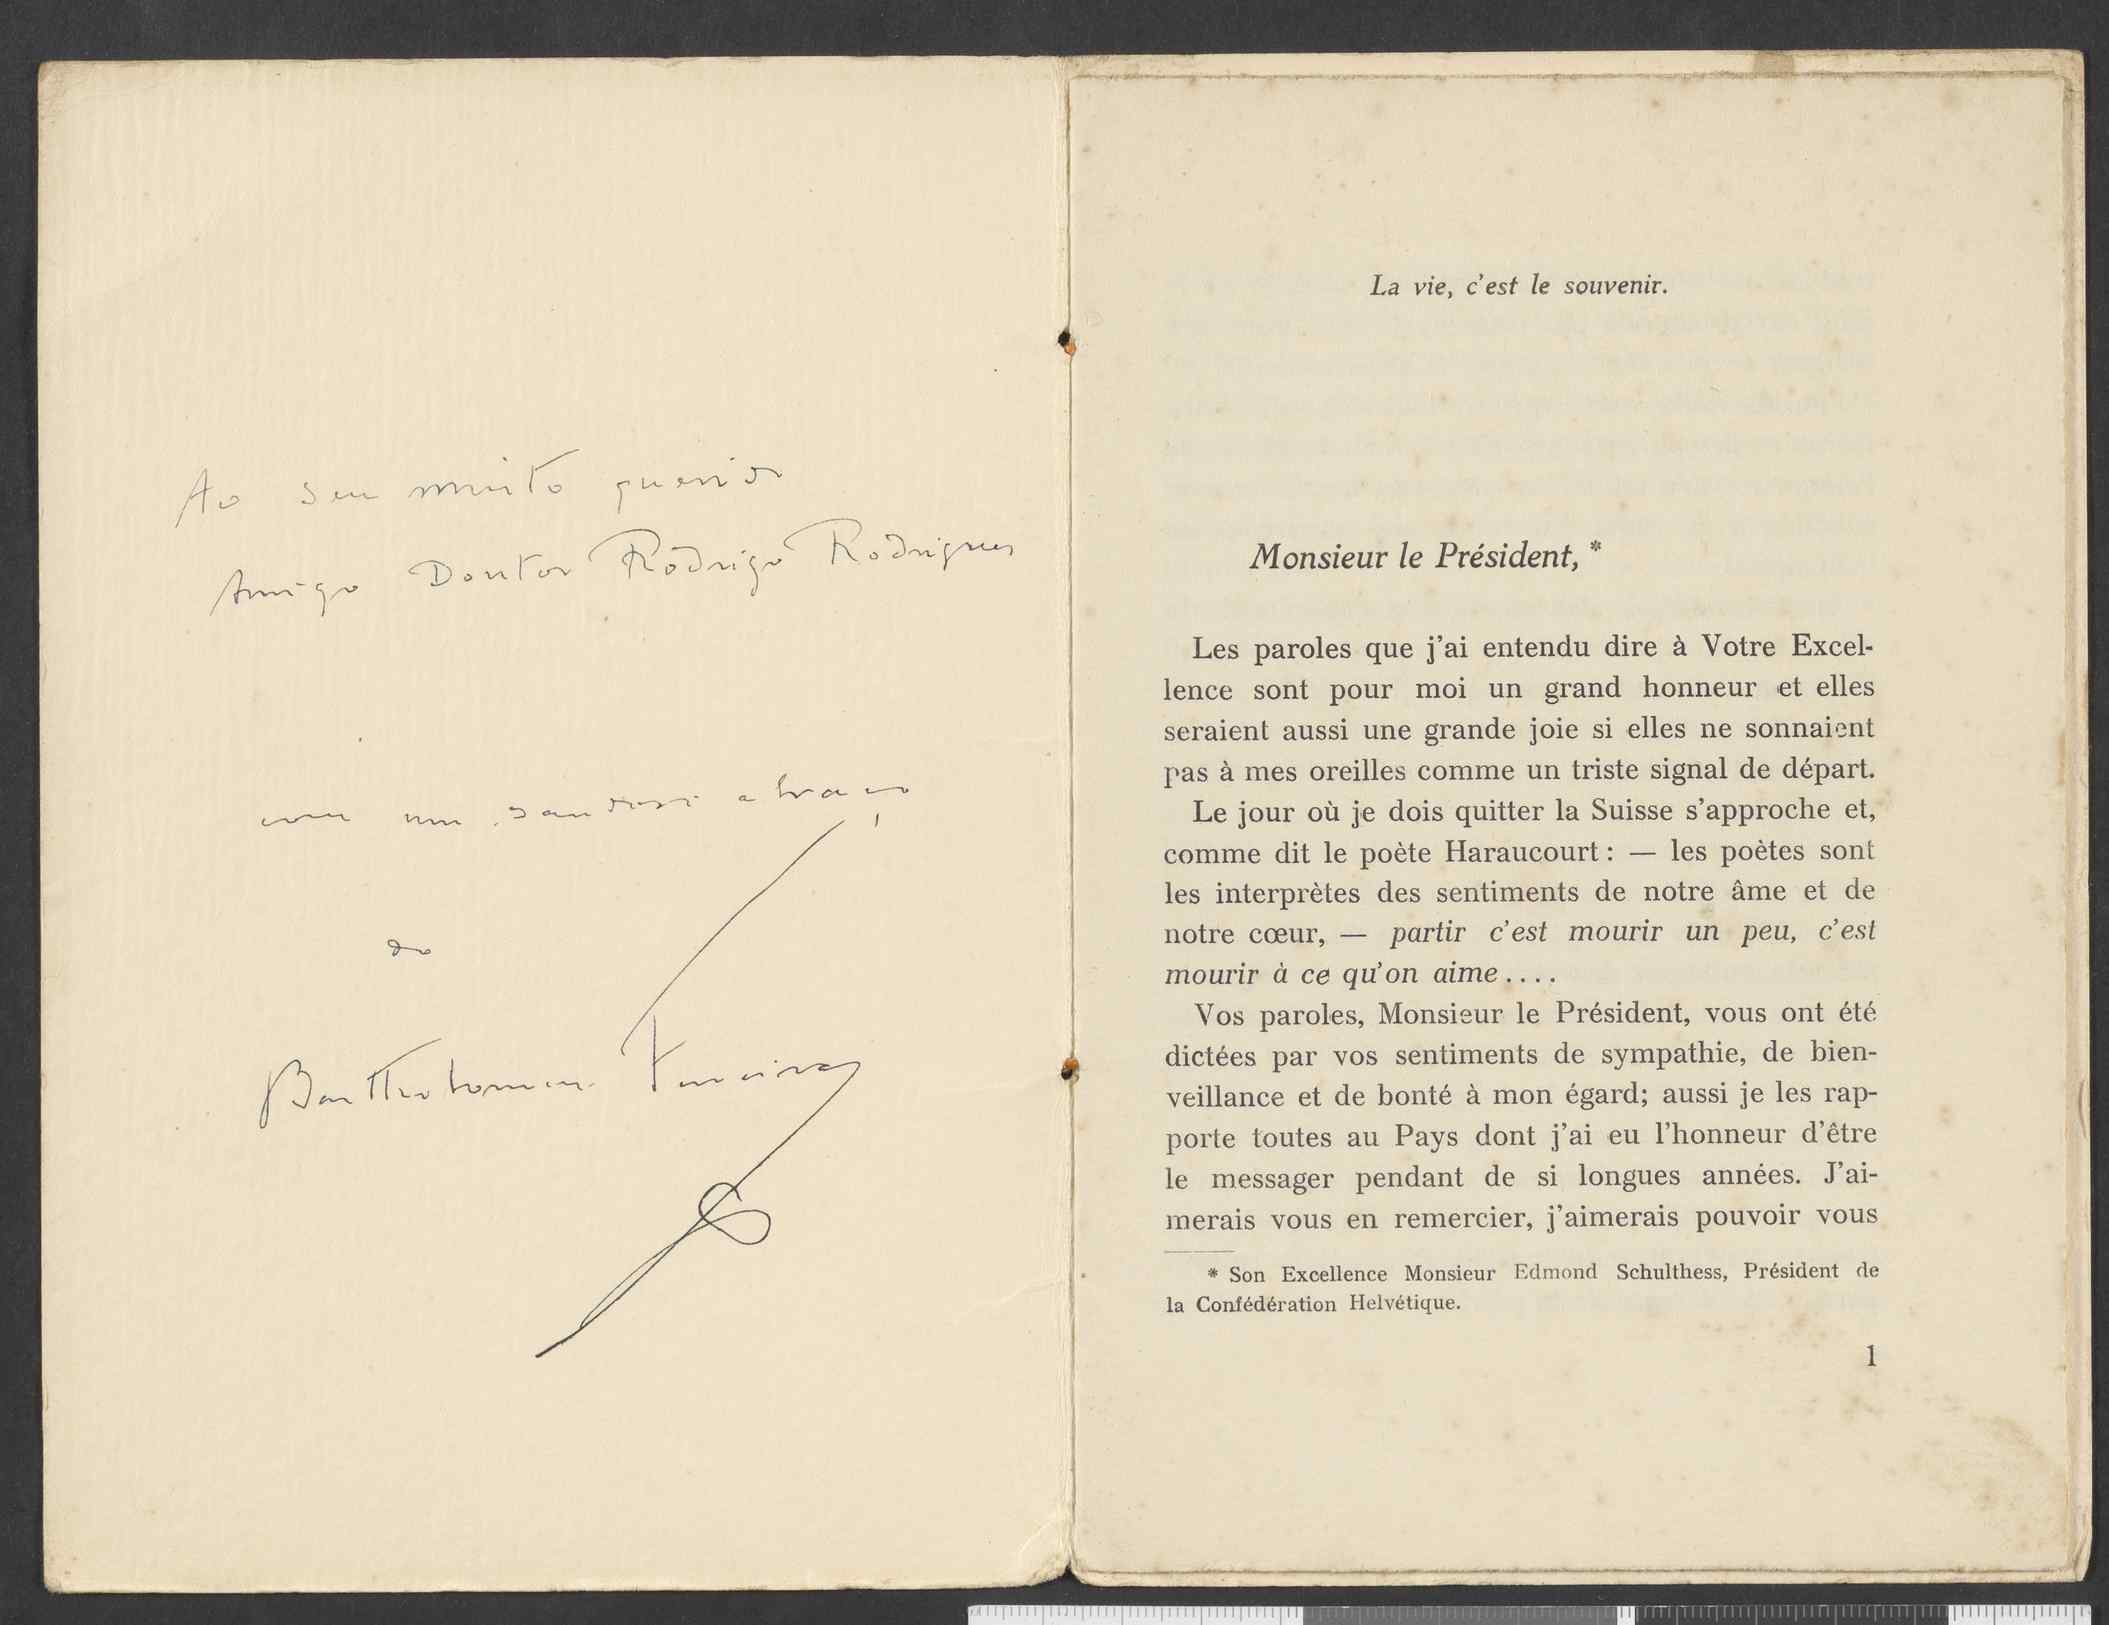 Ao seu muito querido
Amigo Doutor Rodrigo Rodrigues
com um saudoso abraço
do
Bartholomeu Ferreira
La vie, c'est le souvenir.
Monsieur le Président,*
Les paroles que j'ai entendu dire à Votre Excel-
lence sont pour moi un grand honneur et elles
seraient aussi une grande joie si elles ne sonnaient
pas à mes oreilles comme un triste signal de départ.
Le jour où je dois quitter la Suisse s'approche et,
comme dit le poète Haraucourt : — les poètes sont
les interprètes des sentiments de notre âme et de
notre cœur, — partir c'est mourir un peu, c'est
mourir à ce qu'on aime....
Vos paroles, Monsieur le Président, vous ont été
dictées par vos sentiments de sympathie, de bien-
veillance et de bonté à mon égard; aussi je les rap-
porte toutes au Pays dont j'ai eu l'honneur d'être
le messager pendant de si longues années. J'ai-
merais vous en remercier, j'aimerais pouvoir vous
* Son Excellence Monsieur Edmond Schulthess, Président de
la Confédération Helvétique.
1